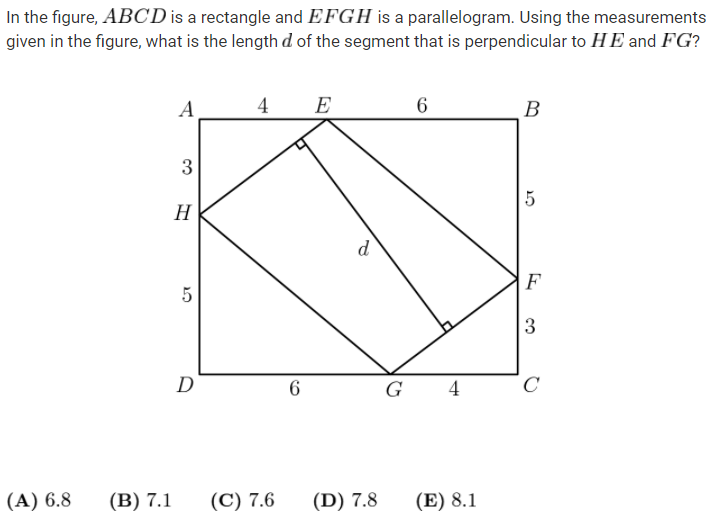 In the figure, ABCD is a rectangle and EFGH is a parallelogram. Using the measurements
given in the figure, what is the length d of the segment that is perpendicular to HE and FG?
A 4 E 6 B
3
5
H
d
F
5
3
D 6 G 4 C
(A) 6.8 (B) 7.1 (C) 7.6 (D) 7.8 (E) 8.1